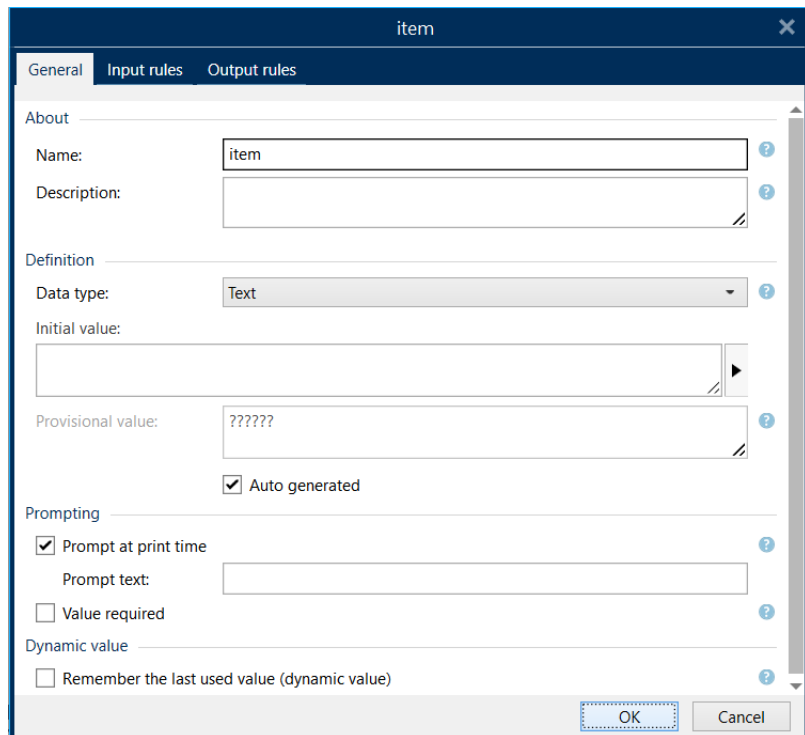 item
General Input rules Output rules
About
Name: item
Description:
Definition
Data type: Text
Initial value:
Provisional value: ??????
Auto generated
Prompting
Prompt at print time
Prompt text:
Value required
Dynamic value
Remember the last used value (dynamic value)
OK Cancel